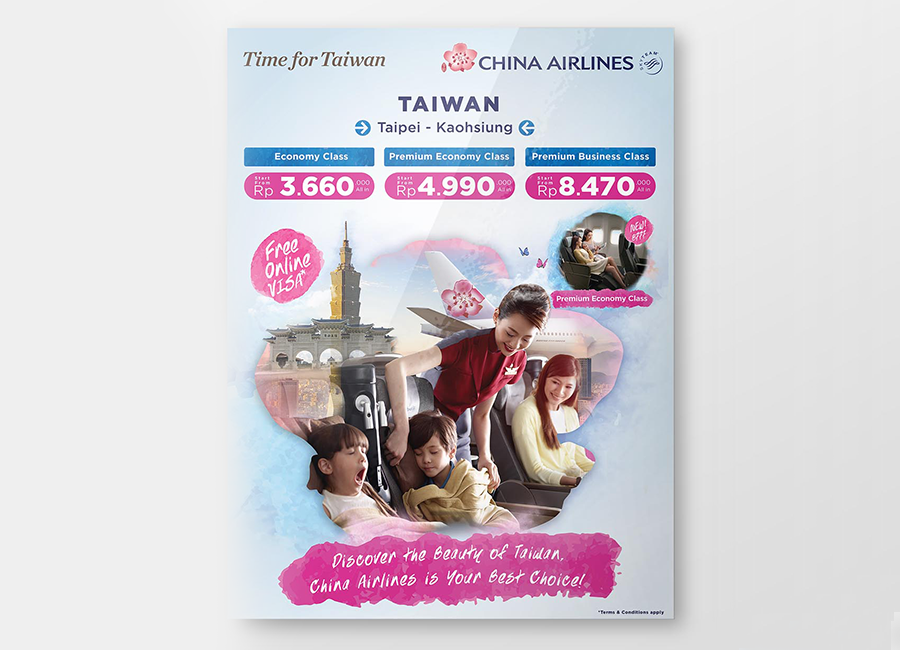 Time for Taiwan
CHINA AIRLINES
SKYTEAM
TAIWAN
Taipei - Kaohsiung
Economy Class
Premium Economy Class
Premium Business Class
Start From Rp 3.660 .000 All in
Start From Rp 4.990 .000 All in
Start From Rp 8.470 .000 All in
Free
Online
VISA*
NEW!
B777
Premium Economy Class
Discover the Beauty of Taiwan,
China Airlines is Your Best Choice!
*Terms & Conditions apply